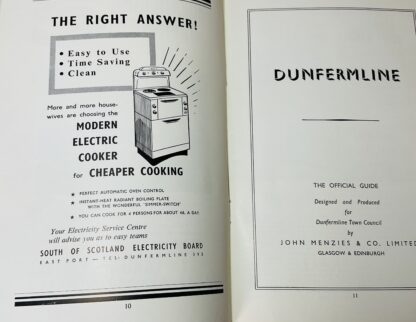 THE RIGHT ANSWER!
• Easy to Use
• Time Saving
• Clean
More and more house-
wives are choosing the
MODERN
ELECTRIC
COOKER
for CHEAPER COOKING
★ PERFECT AUTOMATIC OVEN CONTROL
★ INSTANT-HEAT RADIANT BOILING PLATE
WITH THE WONDERFUL 'SIMMER-SWITCH'
★ YOU CAN COOK FOR 4 PERSONS FOR ABOUT 4d. A DAY
Your Electricity Service Centre
will advise you as to easy terms
SOUTH OF SCOTLAND ELECTRICITY BOARD
EAST PORT — TEL. DUNFERMLINE 393
10
DUNFERMLINE
THE OFFICIAL GUIDE
Designed and Produced
for
Dunfermline Town Council
by
JOHN MENZIES & CO. LIMITED
GLASGOW & EDINBURGH
11